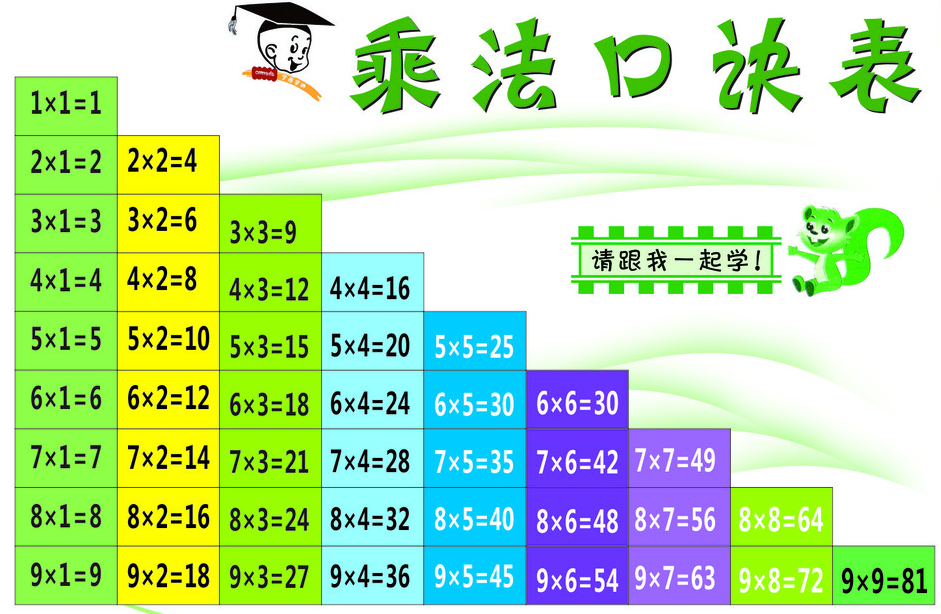 乘法口诀表
请跟我一起学!
1×1=1
2×1=2 2×2=4
3×1=3 3×2=6 3×3=9
4×1=4 4×2=8 4×3=12 4×4=16
5×1=5 5×2=10 5×3=15 5×4=20 5×5=25
6×1=6 6×2=12 6×3=18 6×4=24 6×5=30 6×6=30
7×1=7 7×2=14 7×3=21 7×4=28 7×5=35 7×6=42 7×7=49
8×1=8 8×2=16 8×3=24 8×4=32 8×5=40 8×6=48 8×7=56 8×8=64
9×1=9 9×2=18 9×3=27 9×4=36 9×5=45 9×6=54 9×7=63 9×8=72 9×9=81